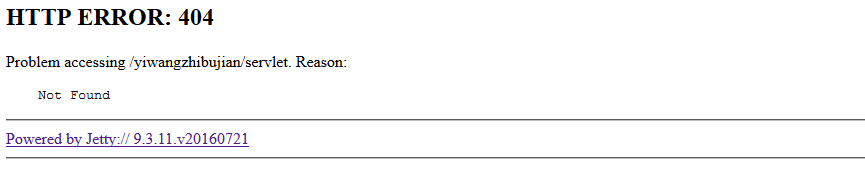 HTTP ERROR: 404
Problem accessing /yiwangzhibujian/servlet. Reason:
Not Found
Powered by Jetty:// 9.3.11.v20160721